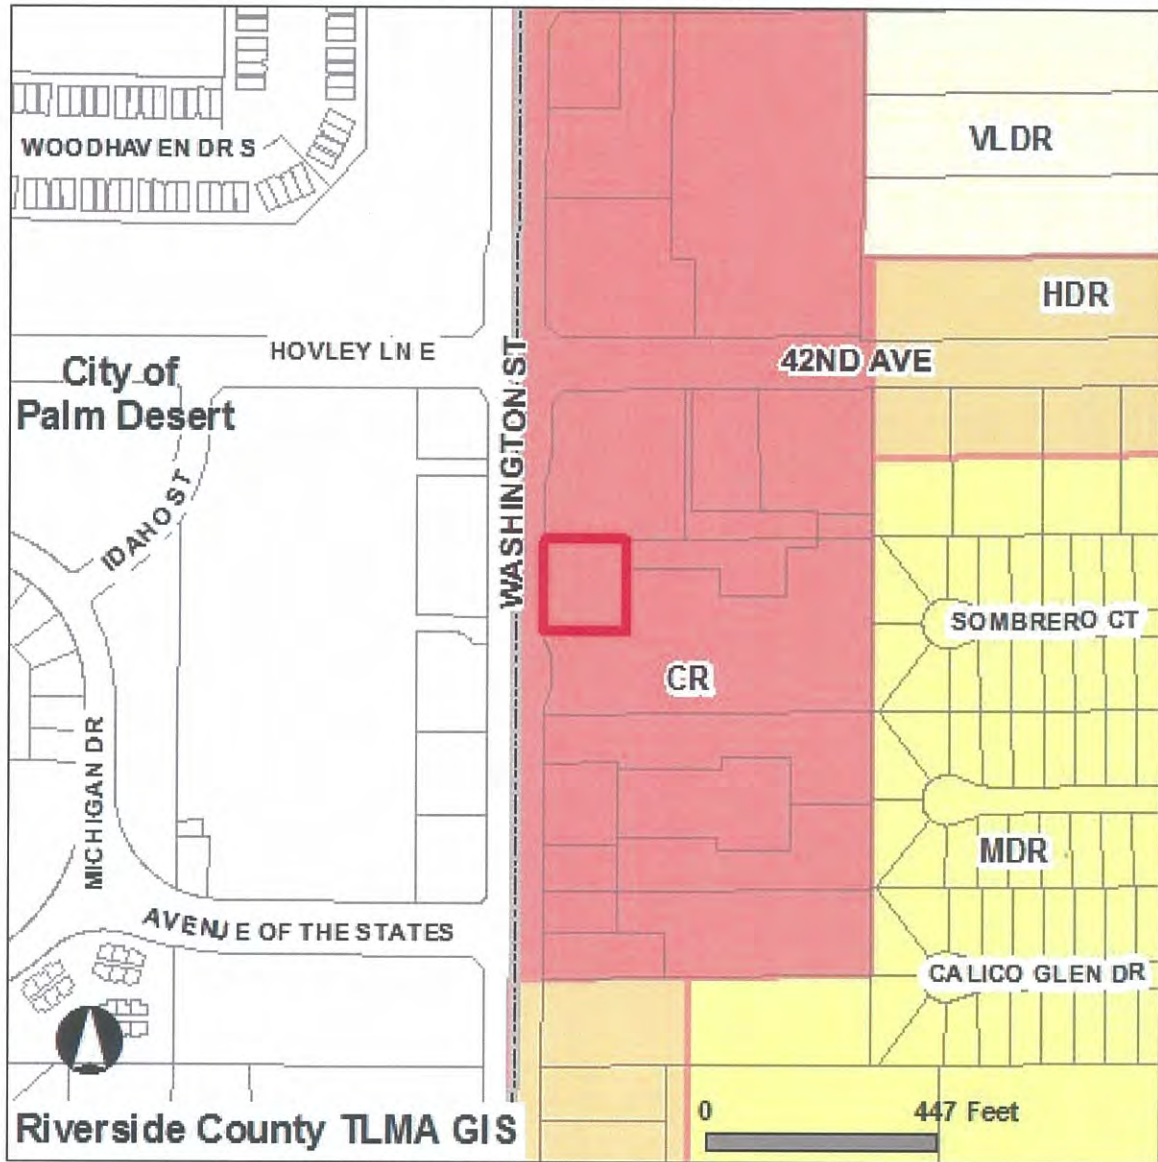 WOODHAVEN DR S
VLDR
HDR
HOVLEY LN E
42ND AVE
City of
Palm Desert
WASHINGTON ST
IDAHO ST
SOMBRERO CT
CR
MICHIGAN DR
MDR
AVENUE OF THE STATES
CALICO GLEN DR
0 447 Feet
Riverside County TLMA GIS